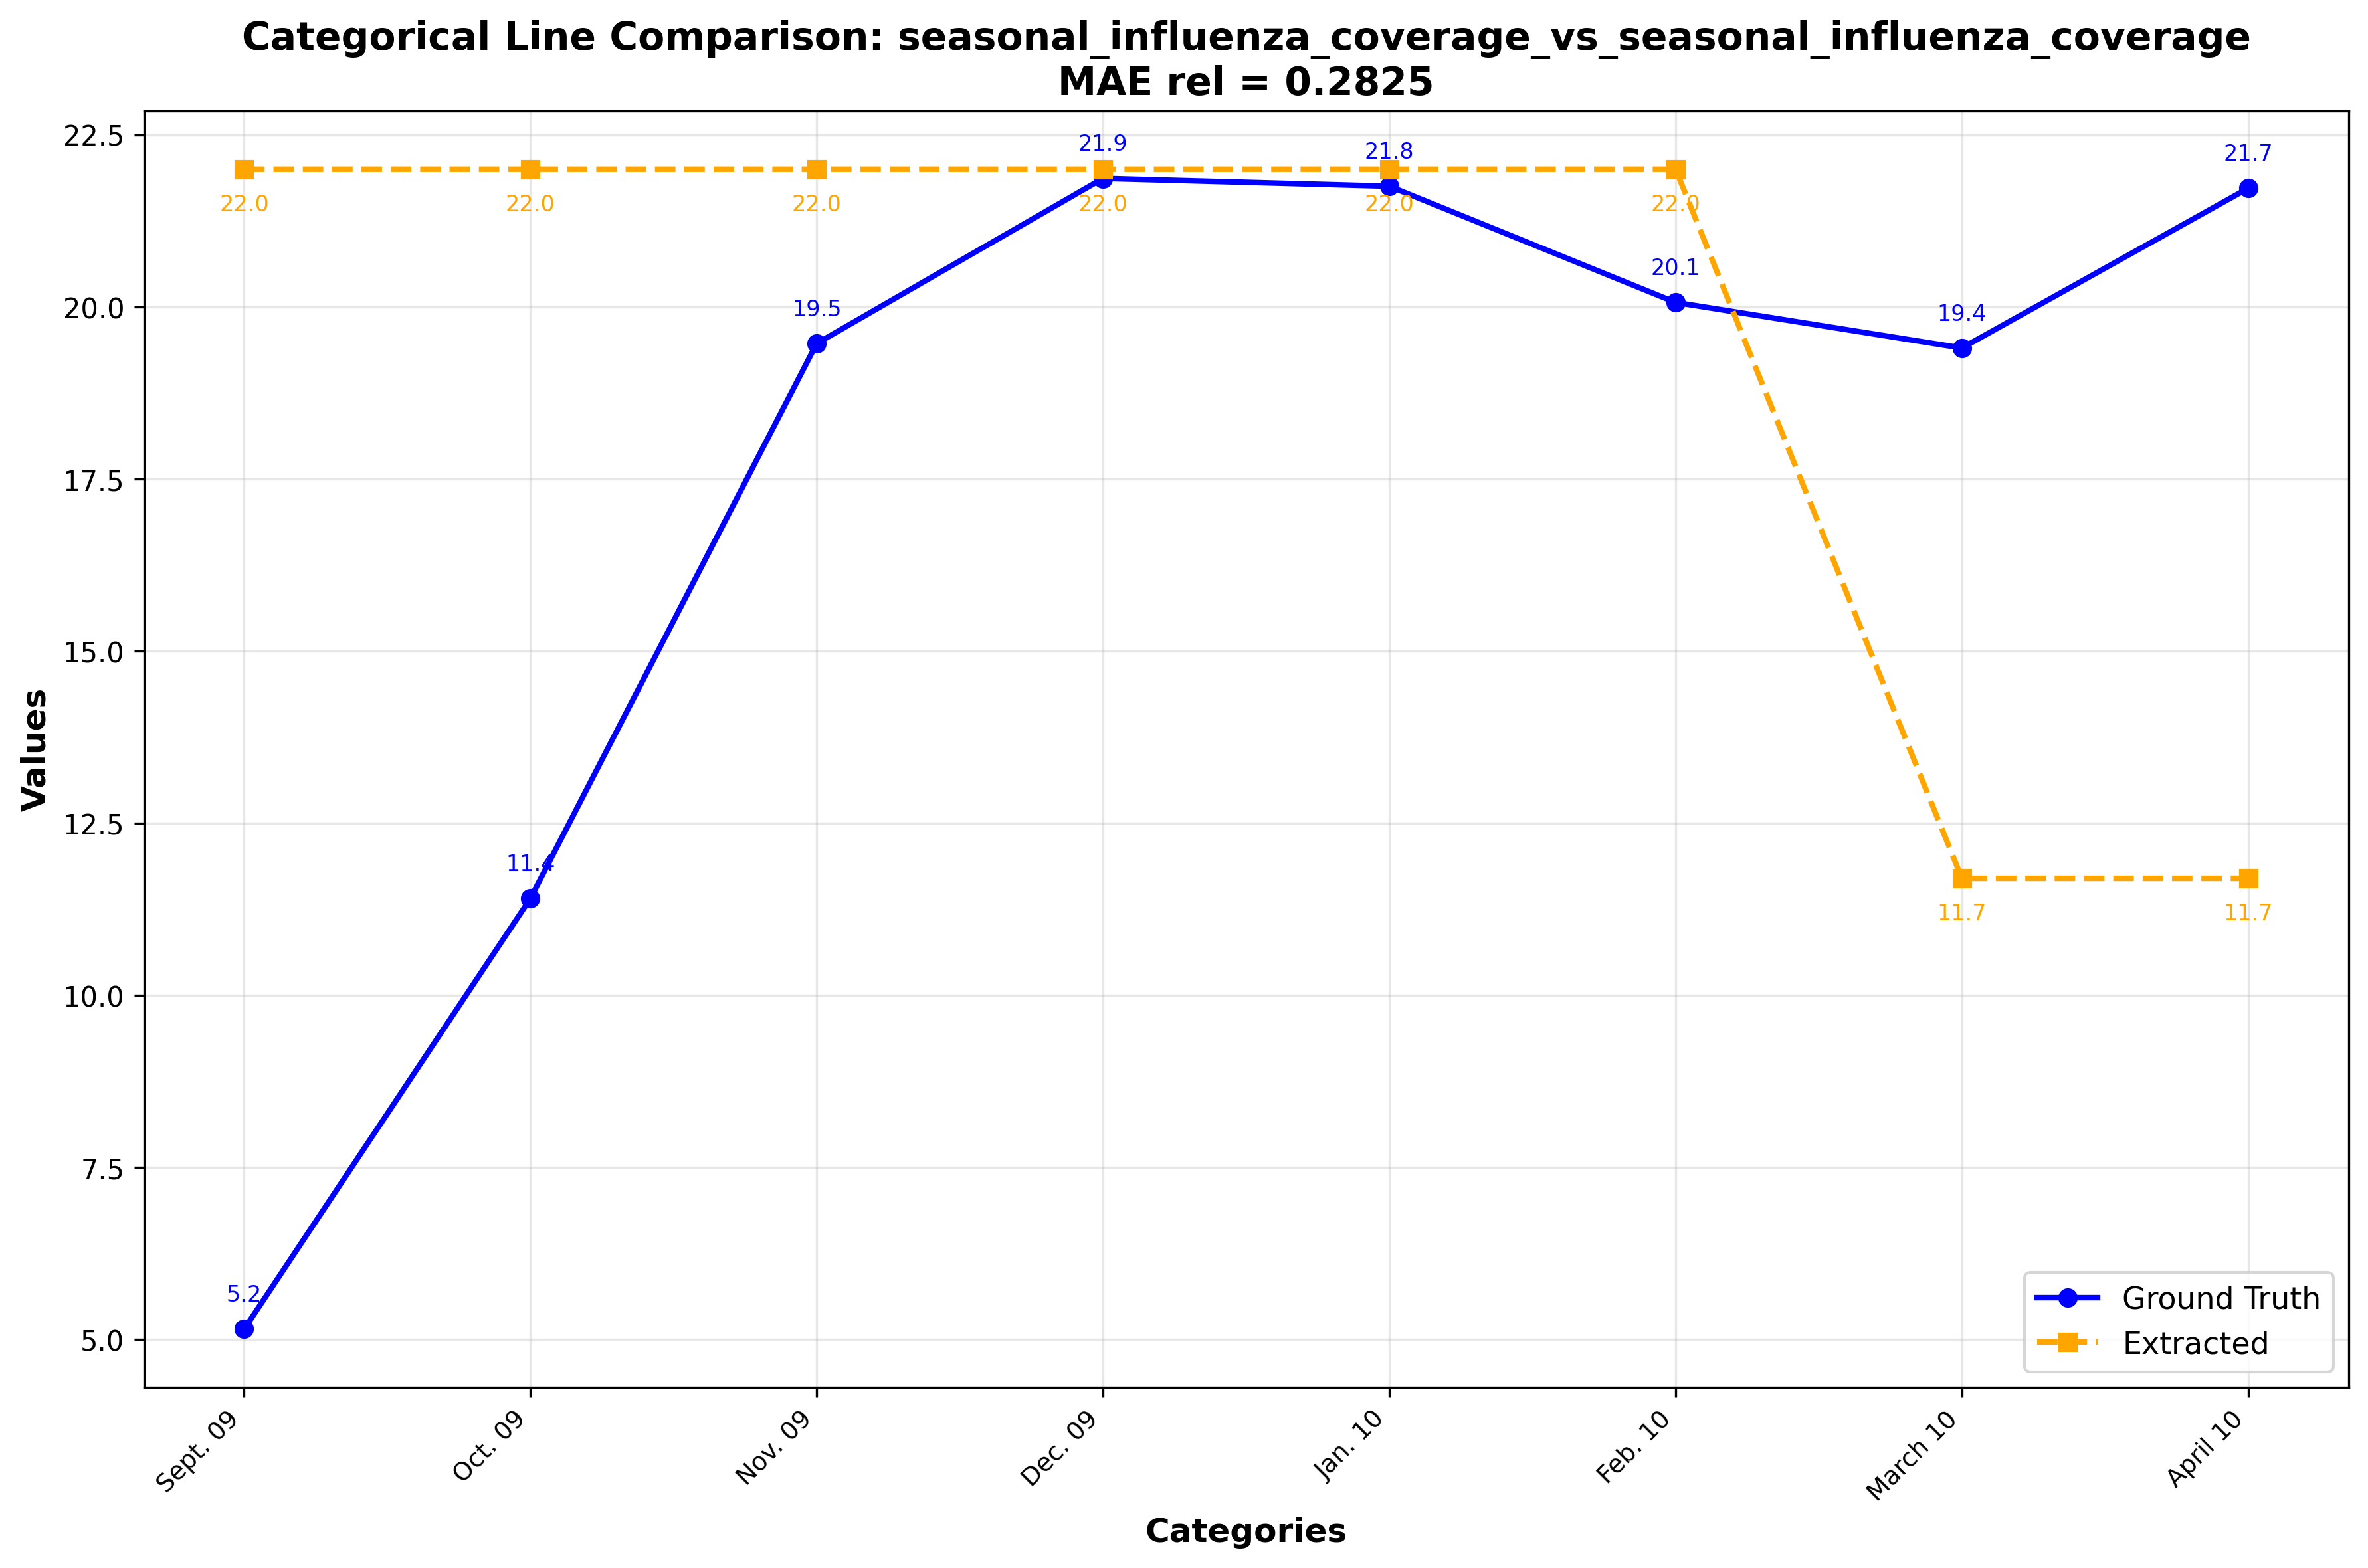 Categorical Line Comparison: seasonal_influenza_coverage_vs_seasonal_influenza_coverage
MAE rel = 0.2825
22.5
20.0
17.5
15.0
12.5
10.0
7.5
5.0
Values
21.9
21.8
21.7
22.0
22.0
22.0
22.0
22.0
22.0
20.1
19.5
19.4
11.4
11.7
11.7
5.2
Ground Truth
Extracted
Sept. 09
Oct. 09
Nov. 09
Dec. 09
Jan. 10
Feb. 10
March 10
April 10
Categories